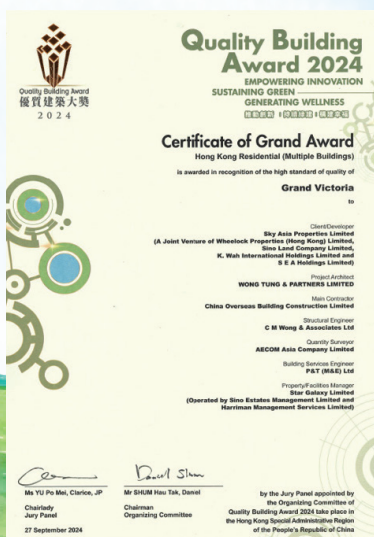 Quality Building Award
優質建築大獎
2024
Quality Building
Award 2024
EMPOWERING INNOVATION
SUSTAINING GREEN
GENERATING WELLNESS
Certificate of Grand Award
Hong Kong Residential (Multiple Buildings)
is awarded in recognition of the high standard of quality of
Grand Victoria
to
Client/Developer
Sky Asia Properties Limited
(A Joint Venture of Wheelock Properties (Hong Kong) Limited,
Sino Land Company Limited,
K. Wah International Holdings Limited and
S E A Holdings Limited)
Project Architect
WONG TUNG & PARTNERS LIMITED
Main Contractor
China Overseas Building Construction Limited
Structural Engineer
C M Wong & Associates Ltd
Quantity Surveyor
AECOM Asia Company Limited
Building Services Engineer
P&T (M&E) Ltd
Property/Facilities Manager
Star Galaxy Limited
(Operated by Sino Estates Management Limited and
Harriman Management Services Limited)
Ms YU Po Mei, Clarice, JP
Chairlady
Jury Panel
27 September 2024
Mr SHUM Hau Tak, Daniel
Chairman
Organizing Committee
by the Jury Panel appointed by
the Organizing Committee of
Quality Building Award 2024 take place in
the Hong Kong Special Administrative Region
of the People's Republic of China